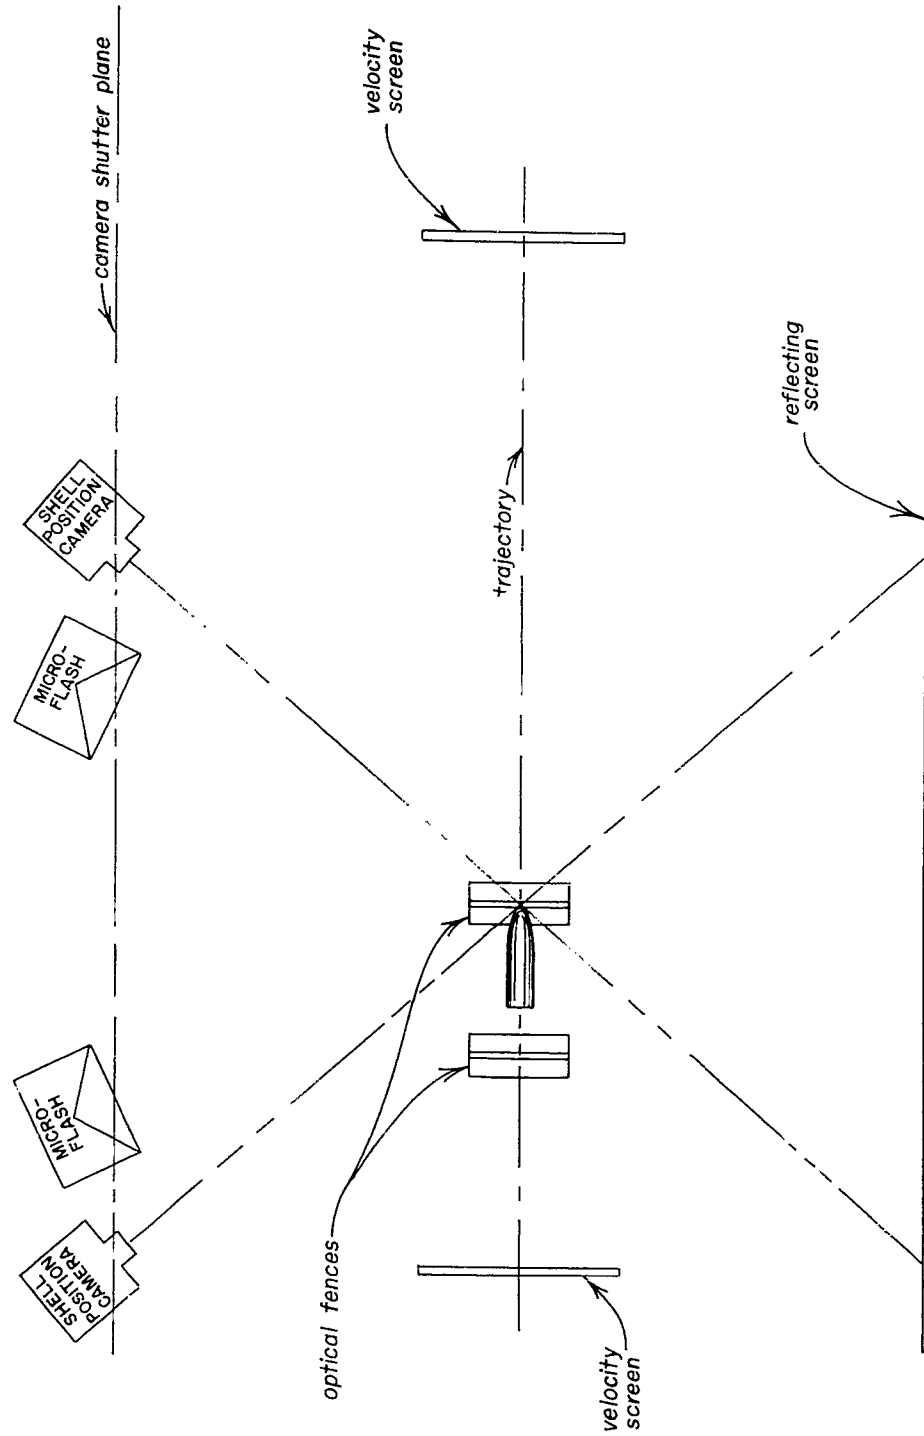 camera shutter plane
SHELL
POSITION
CAMERA
MICRO-
FLASH
MICRO-
FLASH
SHELL
POSITION
CAMERA
velocity
screen
trajectory
optical fences
velocity
screen
reflecting
screen